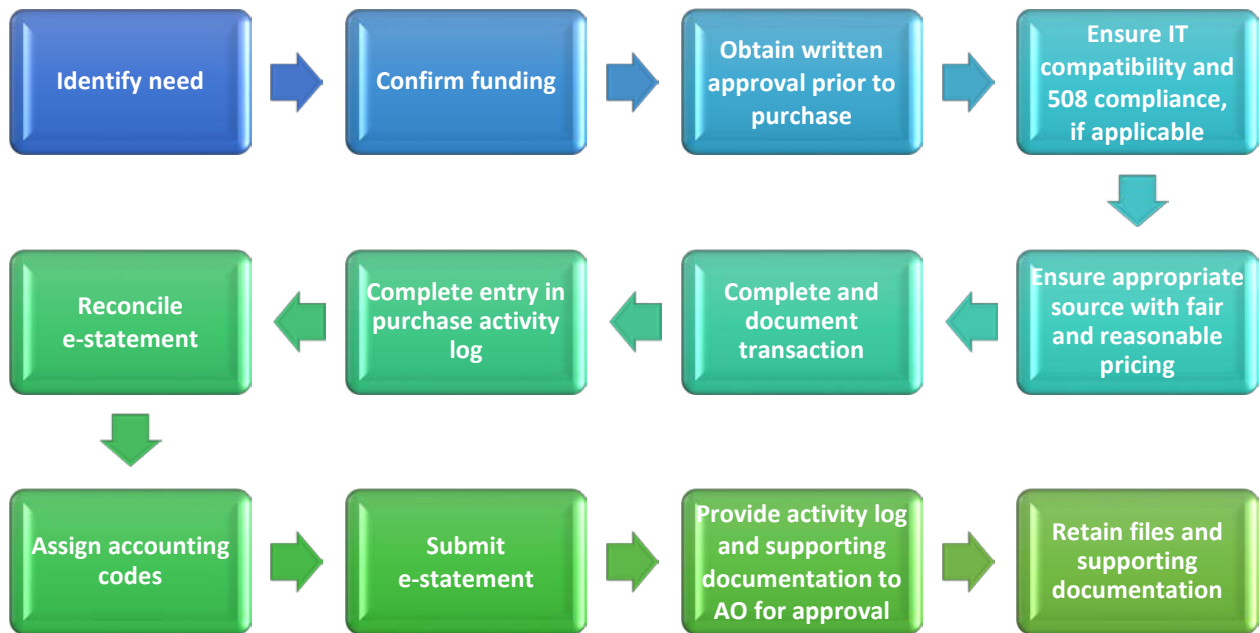 Identify need
Confirm funding
Obtain written
approval prior to
purchase
Ensure IT
compatibility and
508 compliance,
if applicable
Ensure appropriate
source with fair
and reasonable
pricing
Complete and
document
transaction
Complete entry in
purchase activity
log
Reconcile
e-statement
Assign accounting
codes
Submit
e-statement
Provide activity log
and supporting
documentation to
AO for approval
Retain files and
supporting
documentation